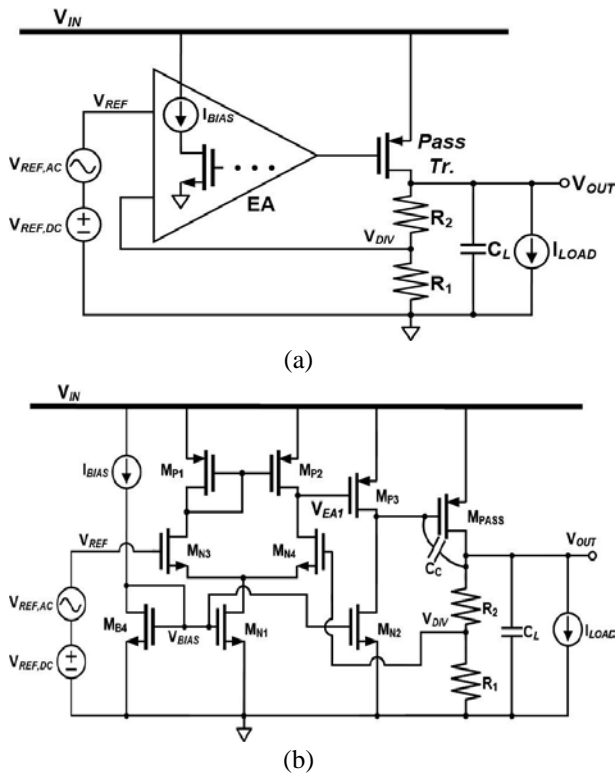 V_IN
V_REF
I_BIAS
Pass
Tr.
V_REF,AC
EA
V_OUT
R_2
V_REF,DC
V_DIV
C_L
I_LOAD
R_1
(a)
V_IN
I_BIAS
M_P1
M_P2
M_P3
V_EA1
M_PASS
V_REF
M_N3
M_N4
C_C
V_OUT
V_REF,AC
M_B4
V_BIAS
M_N1
M_N2
V_DIV
R_2
C_L
I_LOAD
V_REF,DC
R_1
(b)